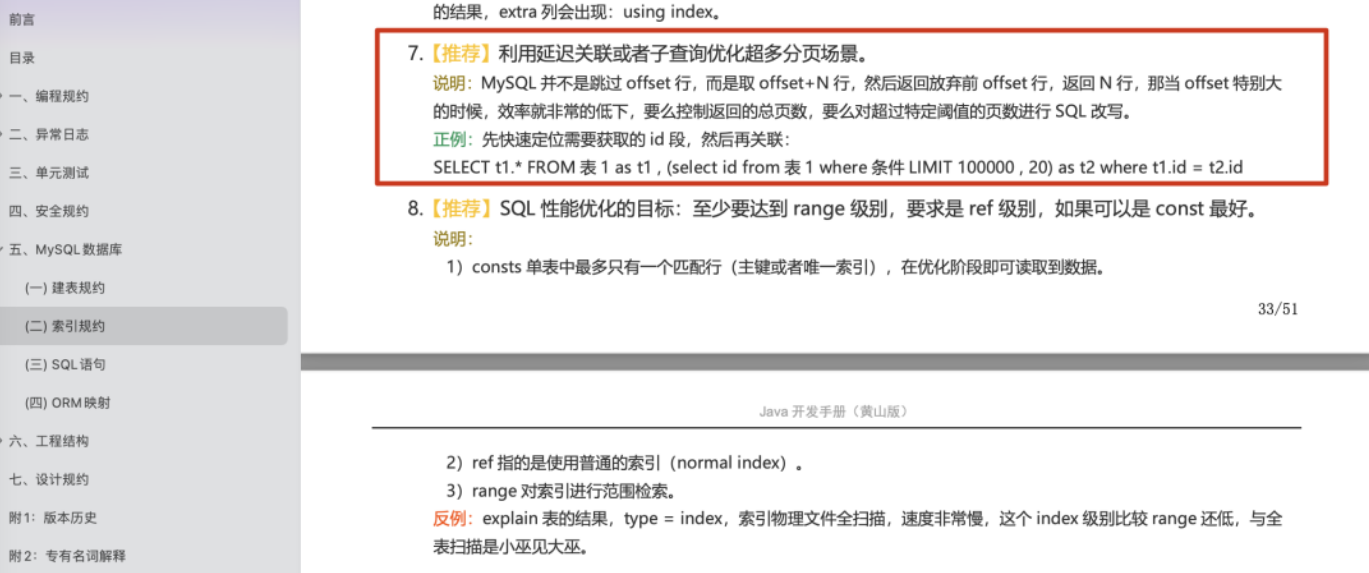 前言
目录
一、编程规约
二、异常日志
三、单元测试
四、安全规约
五、MySQL数据库
(一) 建表规约
(二) 索引规约
(三) SQL语句
(四) ORM映射
六、工程结构
七、设计规约
附1：版本历史
附2：专有名词解释
的结果，extra 列会出现：using index。
7.【推荐】利用延迟关联或者子查询优化超多分页场景。
说明：MySQL 并不是跳过 offset 行，而是取 offset+N 行，然后返回放弃前 offset 行，返回 N 行，那当 offset 特别大
的时候，效率就非常的低下，要么控制返回的总页数，要么对超过特定阈值的页数进行 SQL 改写。
正例：先快速定位需要获取的 id 段，然后再关联：
SELECT t1.* FROM 表 1 as t1 , (select id from 表 1 where 条件 LIMIT 100000 , 20) as t2 where t1.id = t2.id
8.【推荐】SQL 性能优化的目标：至少要达到 range 级别，要求是 ref 级别，如果可以是 const 最好。
说明：
1）consts 单表中最多只有一个匹配行（主键或者唯一索引），在优化阶段即可读取到数据。
33/51
Java 开发手册（黄山版）
2）ref 指的是使用普通的索引（normal index）。
3）range 对索引进行范围检索。
反例：explain 表的结果，type = index，索引物理文件全扫描，速度非常慢，这个 index 级别比较 range 还低，与全
表扫描是小巫见大巫。